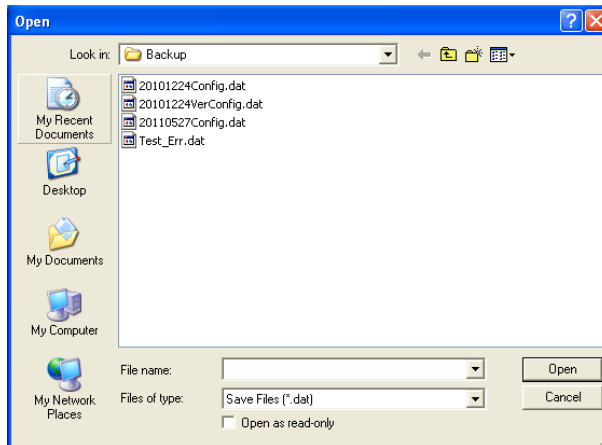 Open
Look in: Backup
My Recent
Documents
Desktop
My Documents
My Computer
My Network
Places
20101224Config.dat
20101224VerConfig.dat
20110527Config.dat
Test_Err.dat
File name:
Open
Files of type: Save Files (*.dat)
Cancel
Open as read-only